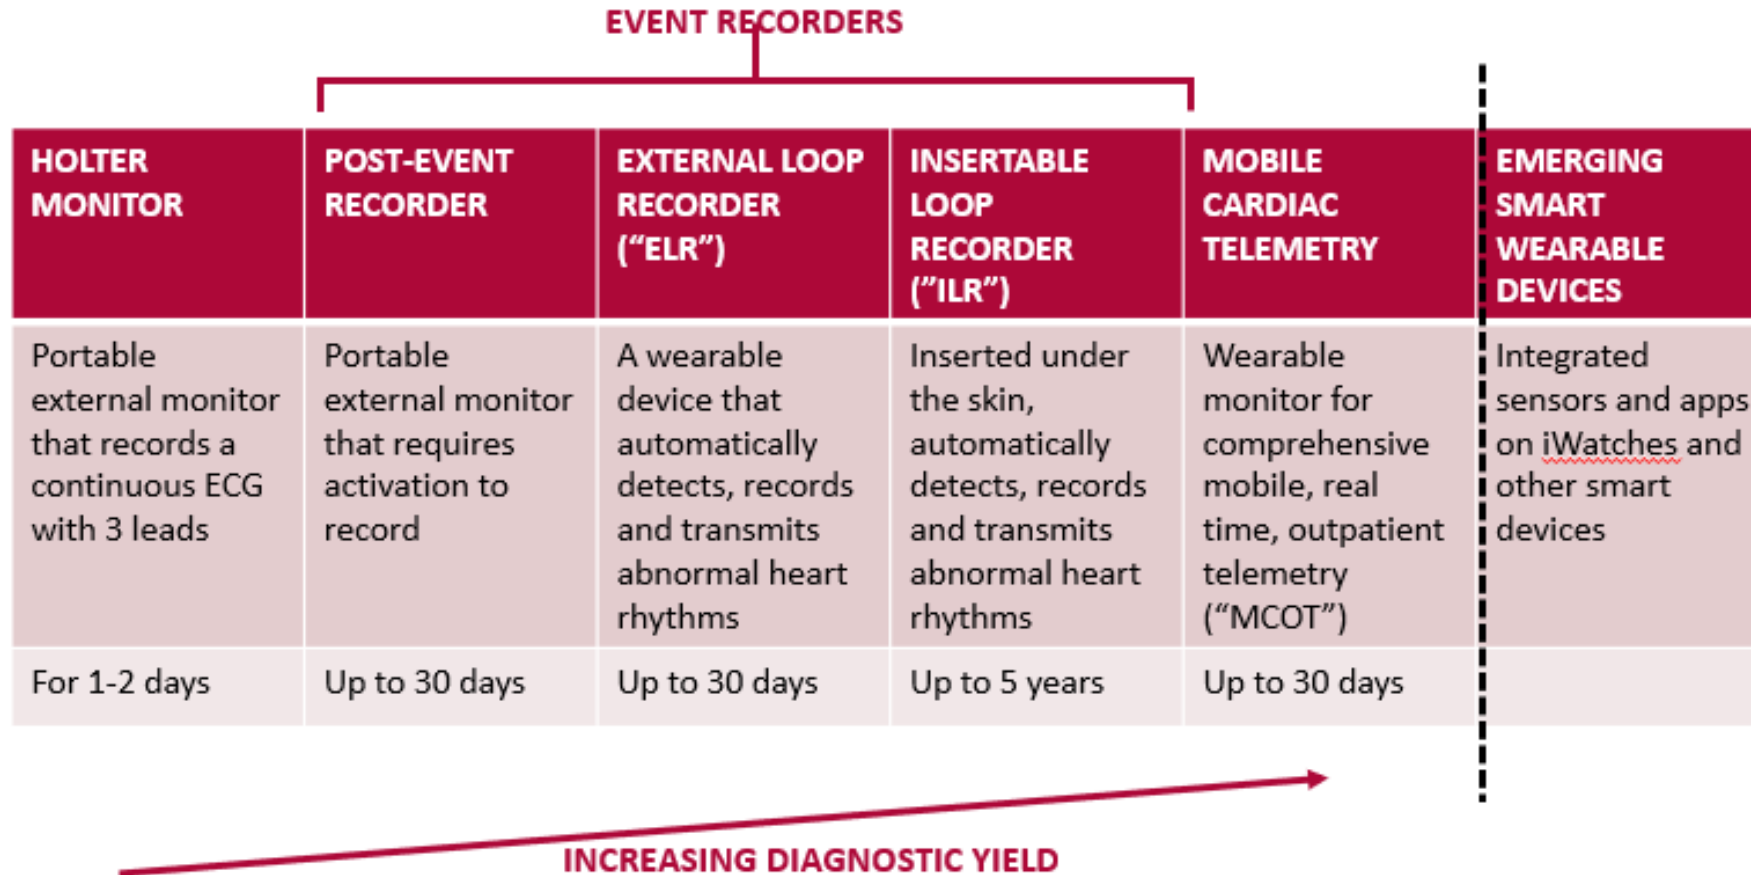 EVENT RECORDERS
HOLTER
MONITOR
POST-EVENT
RECORDER
EXTERNAL LOOP
RECORDER
(“ELR”)
INSERTABLE
LOOP
RECORDER
(”ILR”)
MOBILE
CARDIAC
TELEMETRY
EMERGING
SMART
WEARABLE
DEVICES
Portable
external monitor
that records a
continuous ECG
with 3 leads
Portable
external monitor
that requires
activation to
record
A wearable
device that
automatically
detects, records
and transmits
abnormal heart
rhythms
Inserted under
the skin,
automatically
detects, records
and transmits
abnormal heart
rhythms
Wearable
monitor for
comprehensive
mobile, real
time, outpatient
telemetry
(“MCOT”)
Integrated
sensors and apps
on iWatches and
other smart
devices
For 1-2 days
Up to 30 days
Up to 30 days
Up to 5 years
Up to 30 days
INCREASING DIAGNOSTIC YIELD